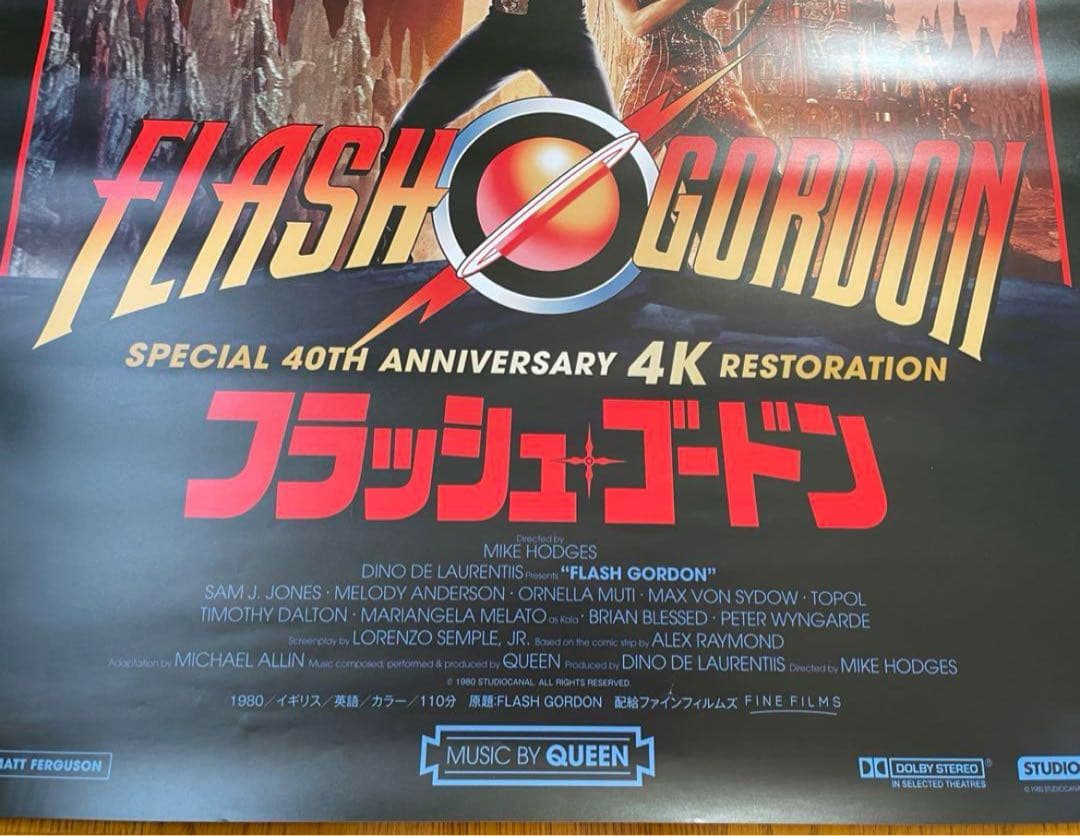 FLASH GORDON
SPECIAL 40TH ANNIVERSARY 4K RESTORATION
フラッシュ・ゴードン
Directed by
MIKE HODGES
DINO DE LAURENTIIS Presents "FLASH GORDON"
SAM J. JONES · MELODY ANDERSON · ORNELLA MUTI · MAX VON SYDOW · TOPOL
TIMOTHY DALTON · MARIANGELA MELATO as Kala · BRIAN BLESSED · PETER WYNGARDE
Screenplay by LORENZO SEMPLE, JR. Based on the comic strip by ALEX RAYMOND
Adaptation by MICHAEL ALLIN Music composed, performed & produced by QUEEN Produced by DINO DE LAURENTIIS Directed by MIKE HODGES
© 1980 STUDIOCANAL. ALL RIGHTS RESERVED.
1980/イギリス/英語/カラー/110分 原題:FLASH GORDON 配給ファインフィルムズ FINE FILMS
MUSIC BY QUEEN
MATT FERGUSON
DOLBY STEREO ®
IN SELECTED THEATRES
STUDIO
© 1980 STUDIOCANAL